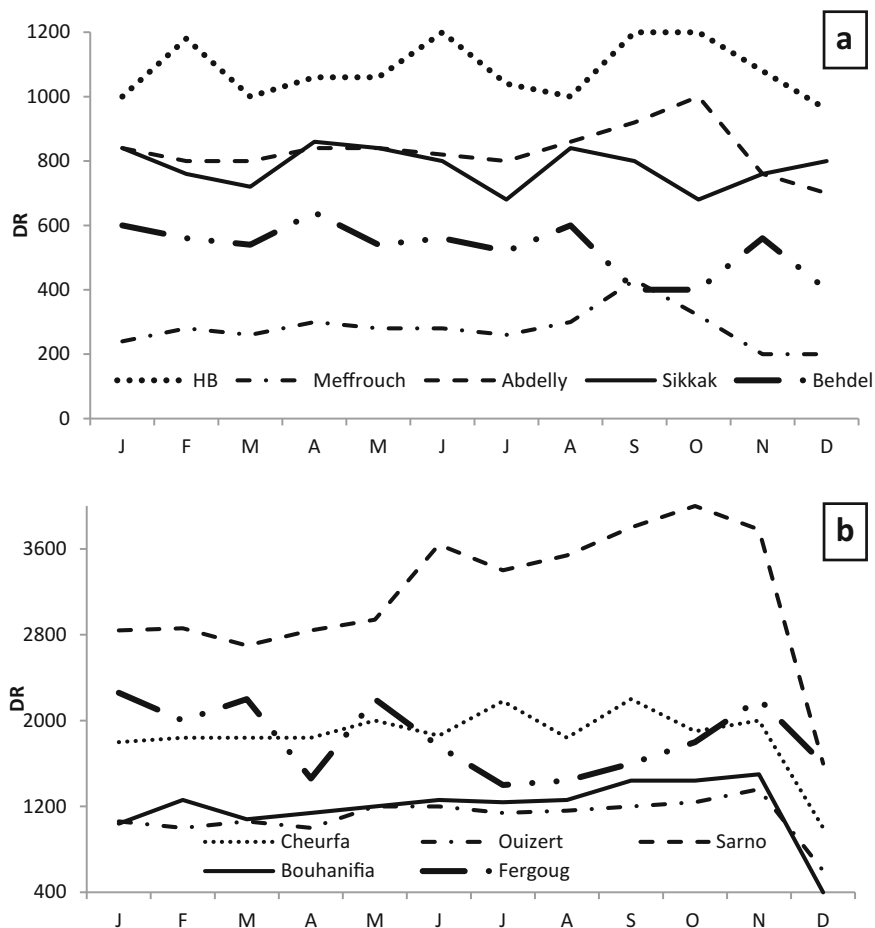 a
1200
1000
800
600
400
200
0
DR
HB Meffrouch Abdelly Sikkak Behdel
J F M A M J J A S O N D
b
3600
2800
2000
1200
400
DR
Cheurfa Ouizert Sarno
Bouhanifia Fergoug
J F M A M J J A S O N D